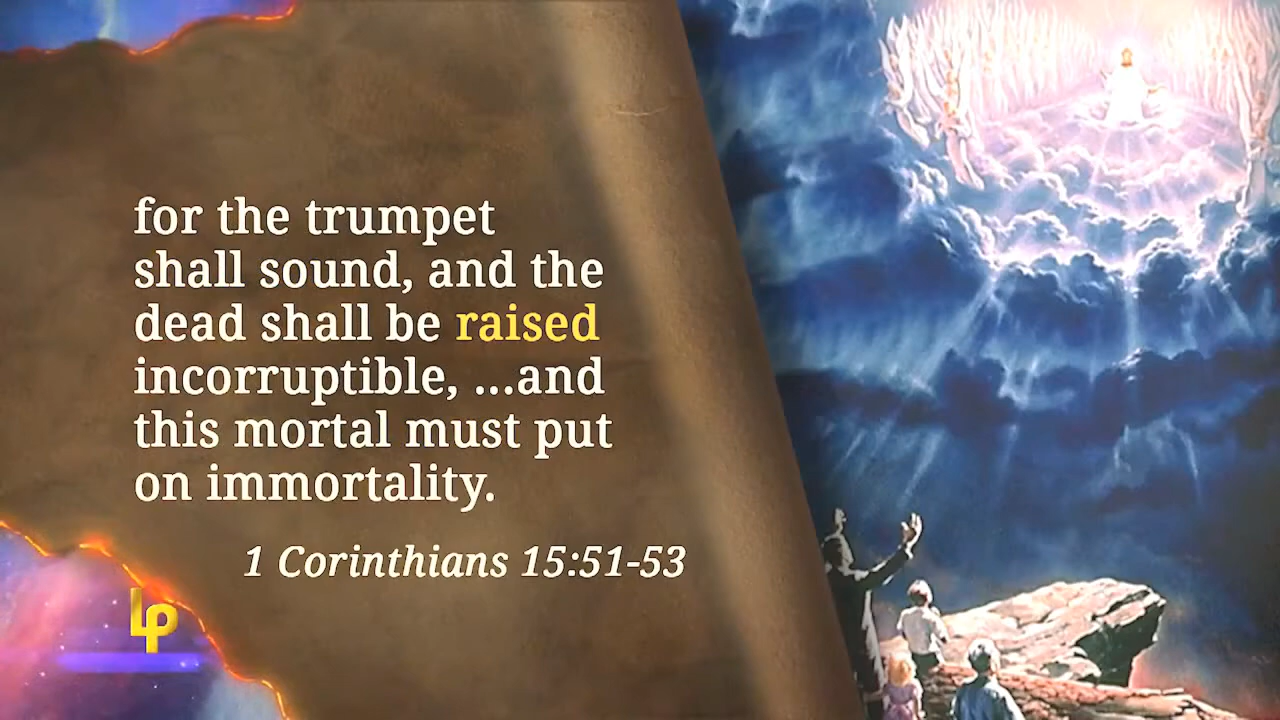 for the trumpet
shall sound, and the
dead shall be raised
incorruptible, ...and
this mortal must put
on immortality.
1 Corinthians 15:51-53
LP